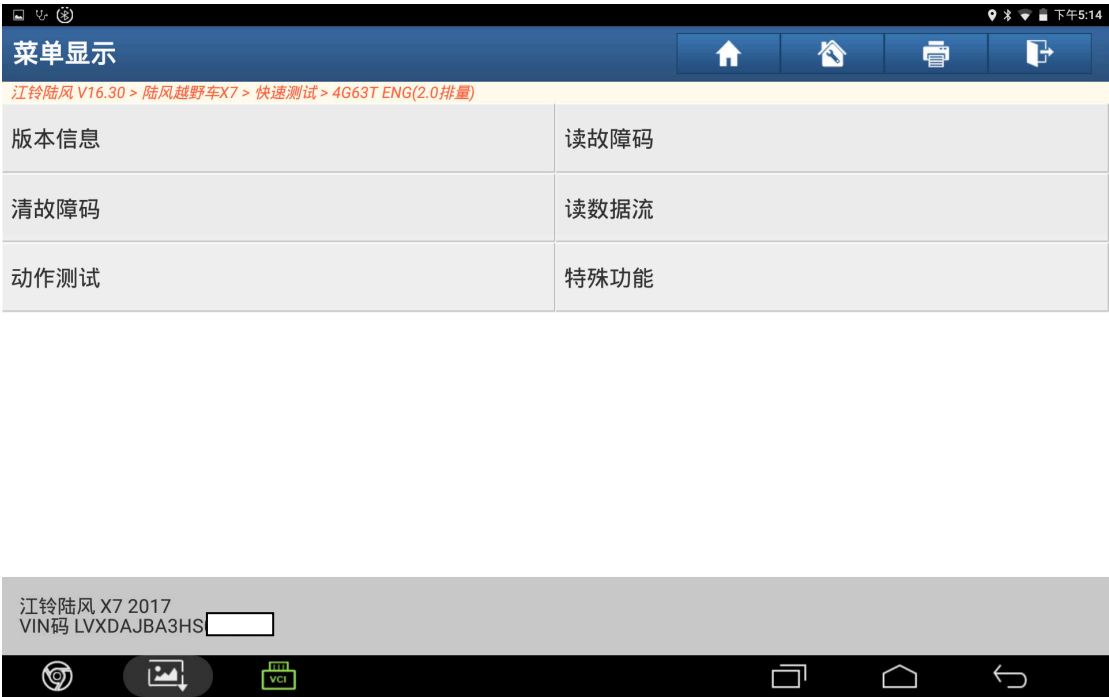 下午5:14
菜单显示
江铃陆风 V16.30 > 陆风越野车X7 > 快速测试 > 4G63T ENG(2.0排量)
版本信息
读故障码
清故障码
读数据流
动作测试
特殊功能
江铃陆风 X7 2017
VIN码 LVXDAJBA3HS
VCI